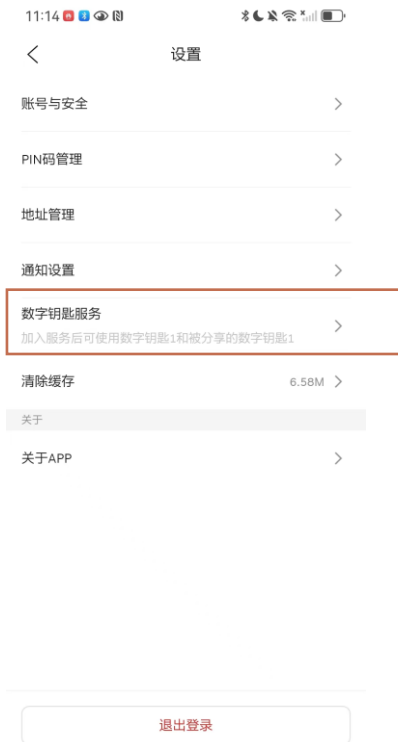 11:14
设置
账号与安全
PIN码管理
地址管理
通知设置
数字钥匙服务
加入服务后可使用数字钥匙1和被分享的数字钥匙1
清除缓存 6.58M
关于
关于APP
退出登录